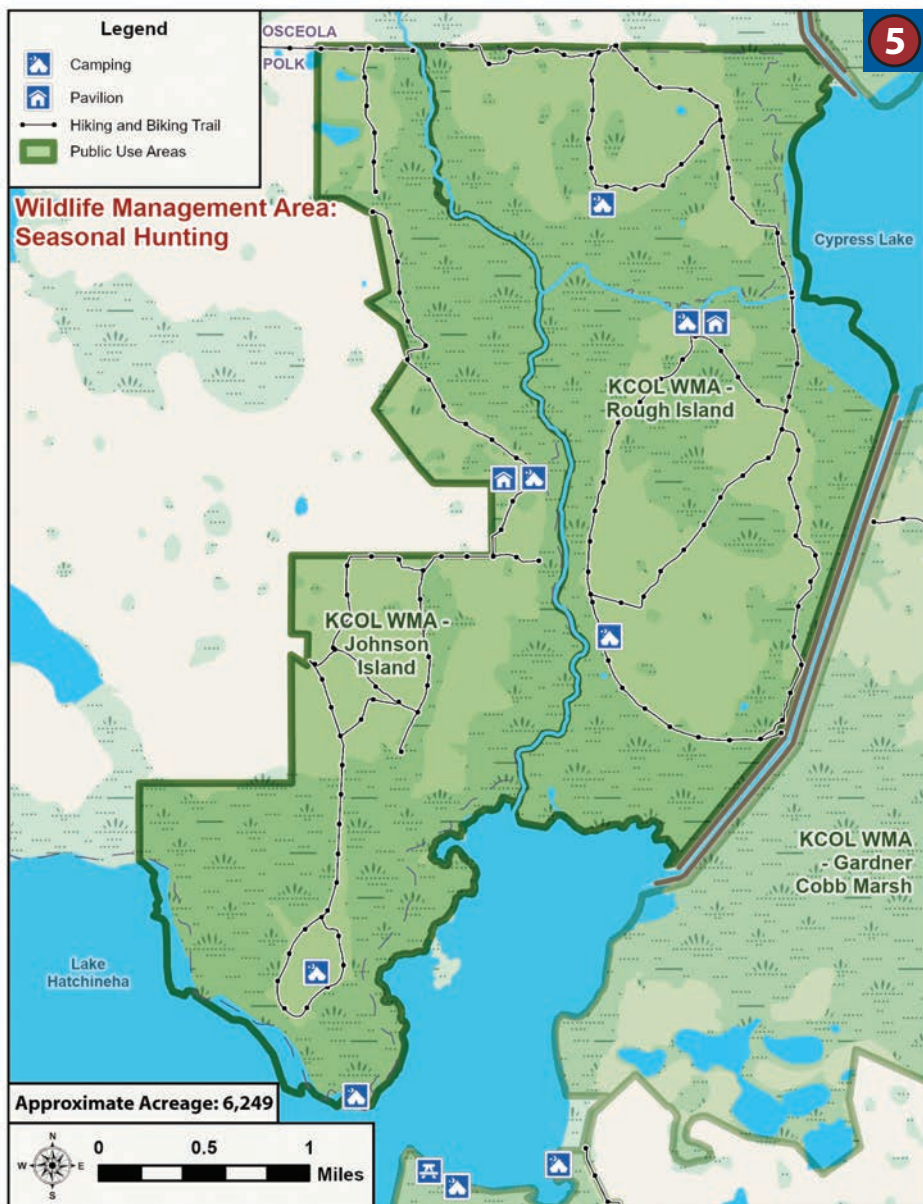 Legend
Camping
Pavilion
Hiking and Biking Trail
Public Use Areas
OSCEOLA
POLK
5
Wildlife Management Area:
Seasonal Hunting
Cypress Lake
KCOL WMA -
Rough Island
KCOL WMA -
Johnson
Island
KCOL WMA
- Gardner
Cobb Marsh
Lake
Hatchineha
Approximate Acreage: 6,249
N
W
E
S
0 0.5 1
Miles